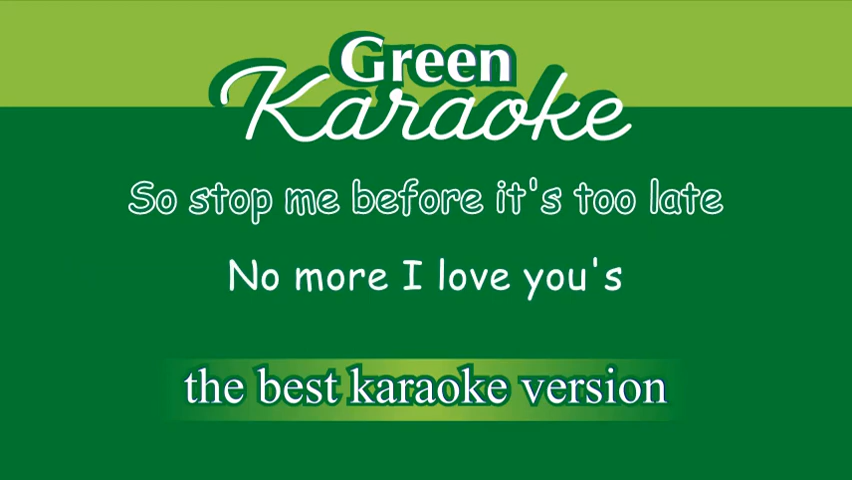 Green
Karaoke
So stop me before it's too late
No more I love you's
the best karaoke version